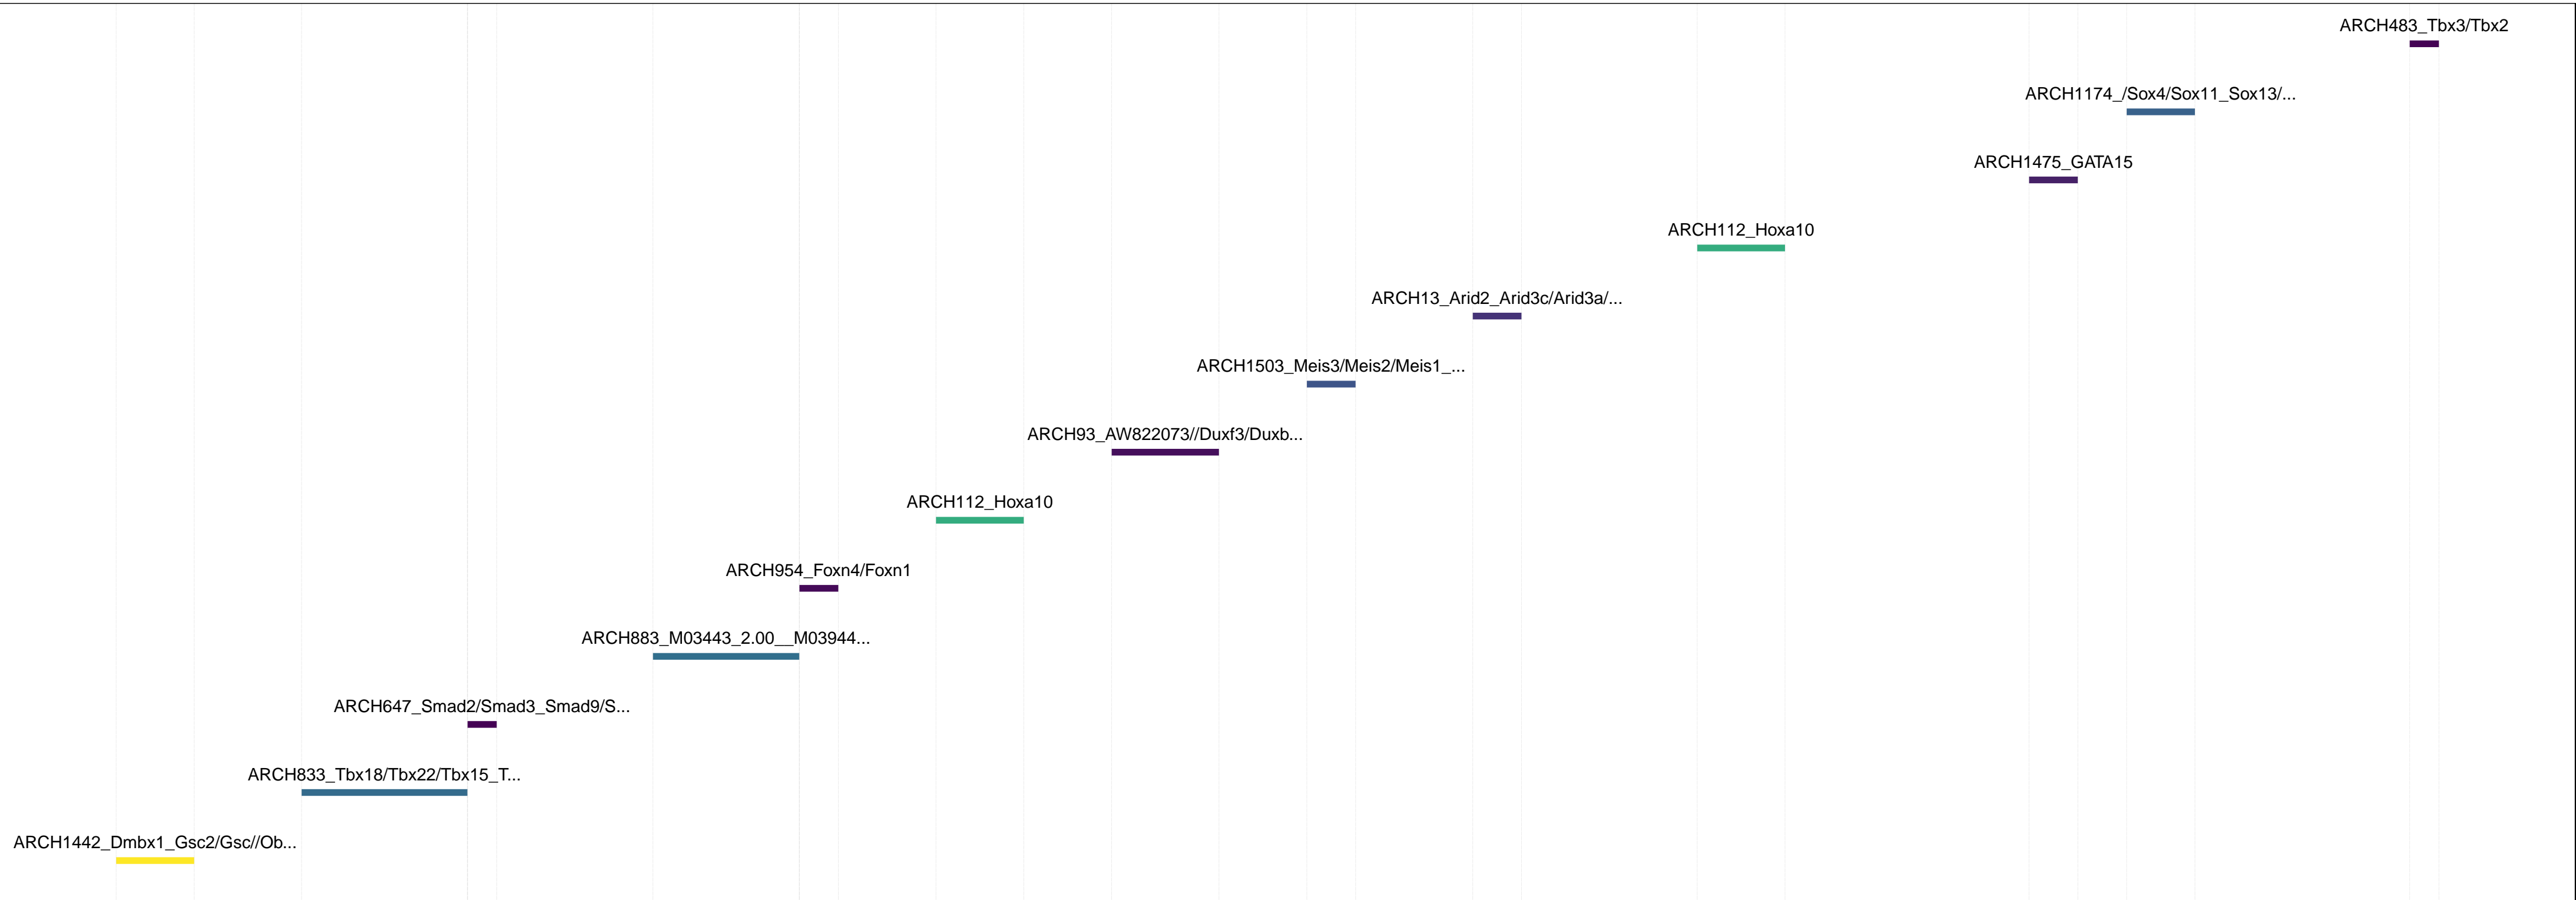 ARCH483_Tbx3/Tbx2
ARCH1174_/Sox4/Sox11_Sox13/...
ARCH1475_GATA15
ARCH112_Hoxa10
ARCH13_Arid2_Arid3c/Arid3a/...
ARCH1503_Meis3/Meis2/Meis1_...
ARCH93_AW822073//Duxf3/Duxb...
ARCH112_Hoxa10
ARCH954_Foxn4/Foxn1
ARCH883_M03443_2.00__M03944...
ARCH647_Smad2/Smad3_Smad9/S...
ARCH833_Tbx18/Tbx22/Tbx15_T...
ARCH1442_Dmbx1_Gsc2/Gsc//Ob...